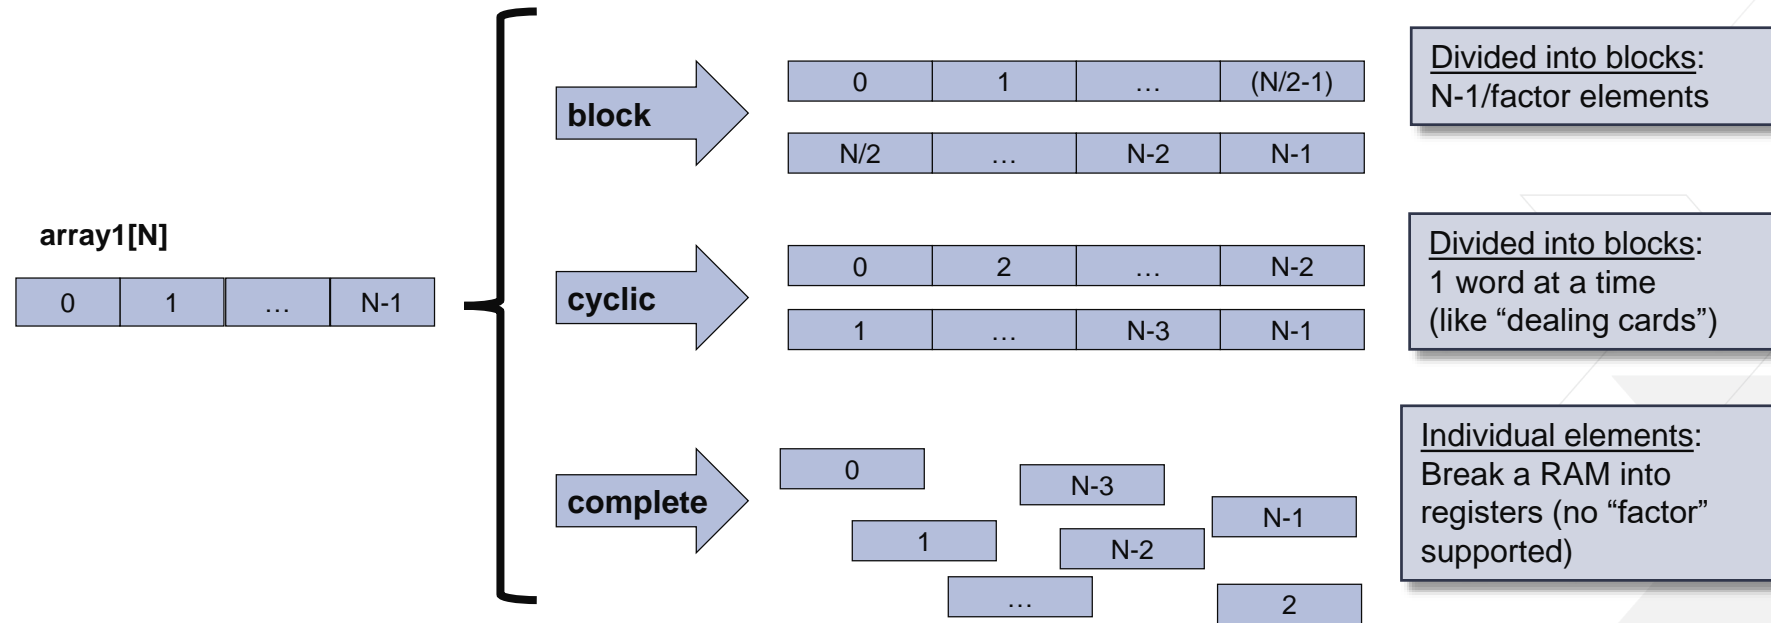 array1[N]
0 1 … N-1
block
0 1 … (N/2-1)
N/2 … N-2 N-1
Divided into blocks:
N-1/factor elements
cyclic
0 2 … N-2
1 … N-3 N-1
Divided into blocks:
1 word at a time
(like “dealing cards”)
complete
0
N-3
N-1
1
N-2
…
2
Individual elements:
Break a RAM into
registers (no “factor”
supported)